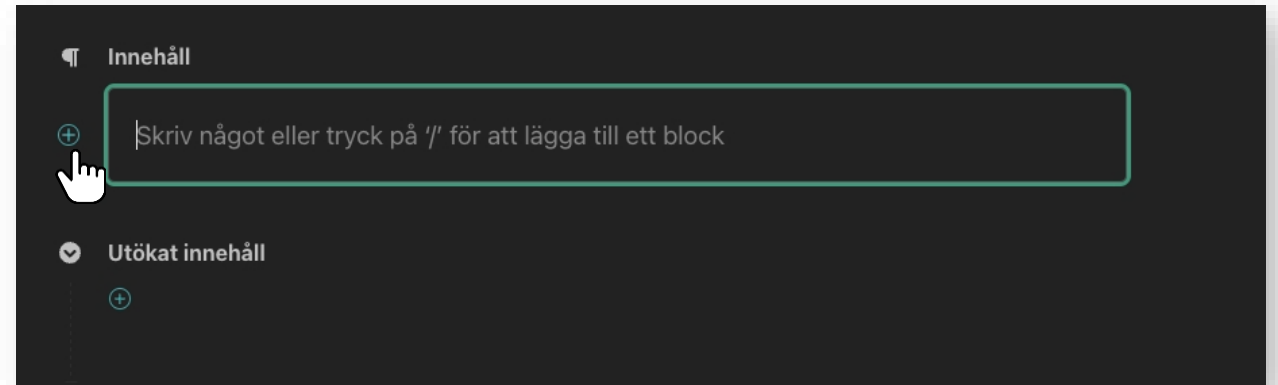 Innehåll
Skriv något eller tryck på ‘/’ för att lägga till ett block
Utökat innehåll